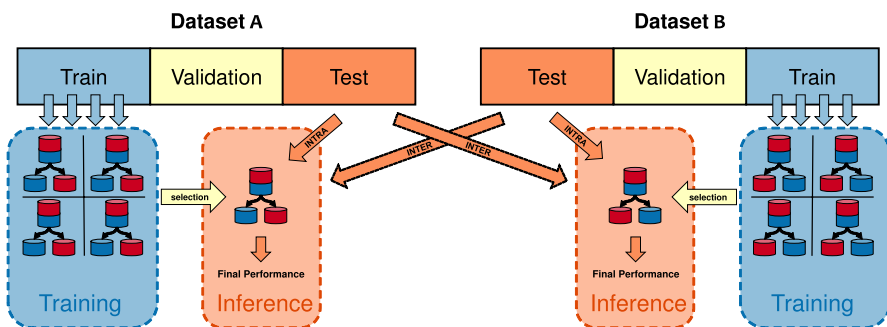 Dataset A
Dataset B
Train
Validation
Test
Test
Validation
Train
INTRA
INTER
INTER
INTRA
selection
selection
Final Performance
Final Performance
Training
Inference
Inference
Training